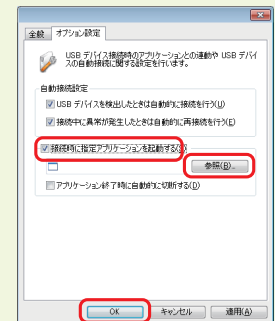 全般
オプション設定
USB デバイス接続時のアプリケーションとの連動や USB デバイ
スの自動接続に関する設定を行います。
自動接続設定
USB デバイスを検出したときは自動的に接続を行う(U)
接続中に異常が発生したときは自動的に再接続を行う(E)
接続時に指定アプリケーションを起動する(S)
参照(B)...
アプリケーション終了時に自動的に切断する(D)
OK
キャンセル
適用(A)